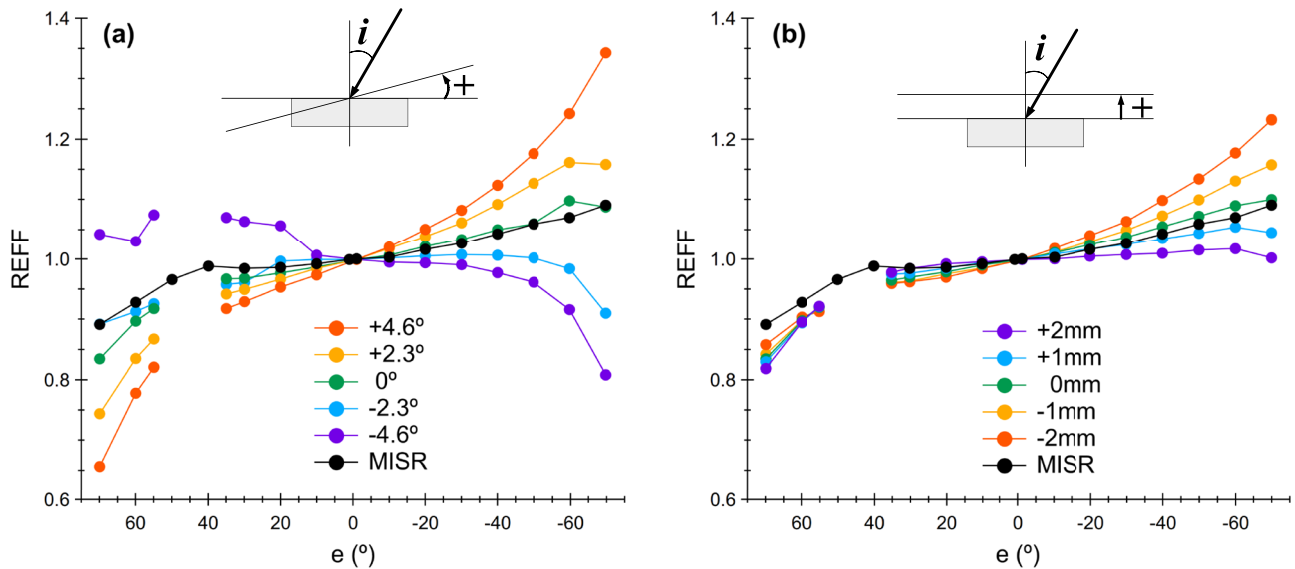 (a)
i
+
REFF
1.4
1.2
1.0
0.8
0.6
+4.6º
+2.3º
0º
-2.3º
-4.6º
MISR
60 40 20 0 -20 -40 -60
e (º)
(b)
i
+
REFF
1.4
1.2
1.0
0.8
0.6
+2mm
+1mm
0mm
-1mm
-2mm
MISR
60 40 20 0 -20 -40 -60
e (º)